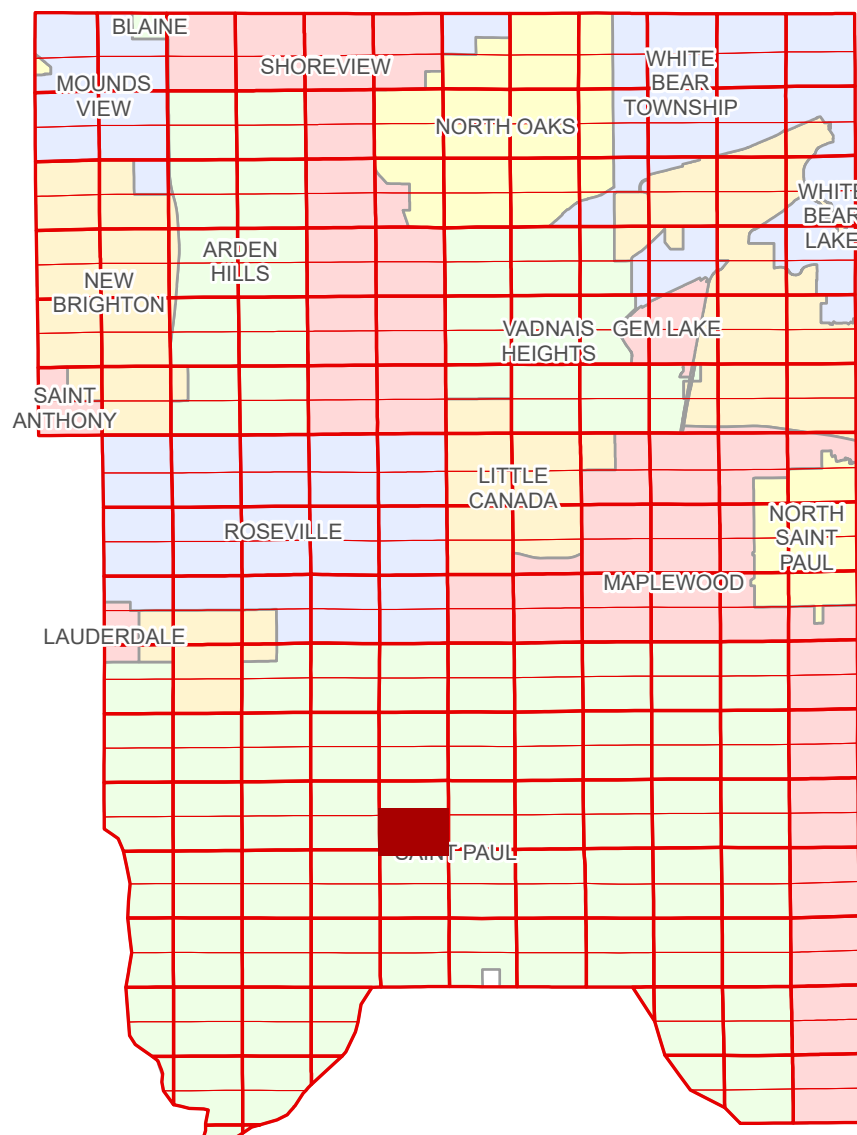 BLAINE
SHOREVIEW
WHITE
BEAR
TOWNSHIP
MOUNDS
VIEW
NORTH OAKS
WHITE
BEAR
LAKE
ARDEN
HILLS
NEW
BRIGHTON
VADNAIS
HEIGHTS
GEM LAKE
SAINT
ANTHONY
LITTLE
CANADA
NORTH
SAINT
PAUL
ROSEVILLE
MAPLEWOOD
LAUDERDALE
SAINT PAUL